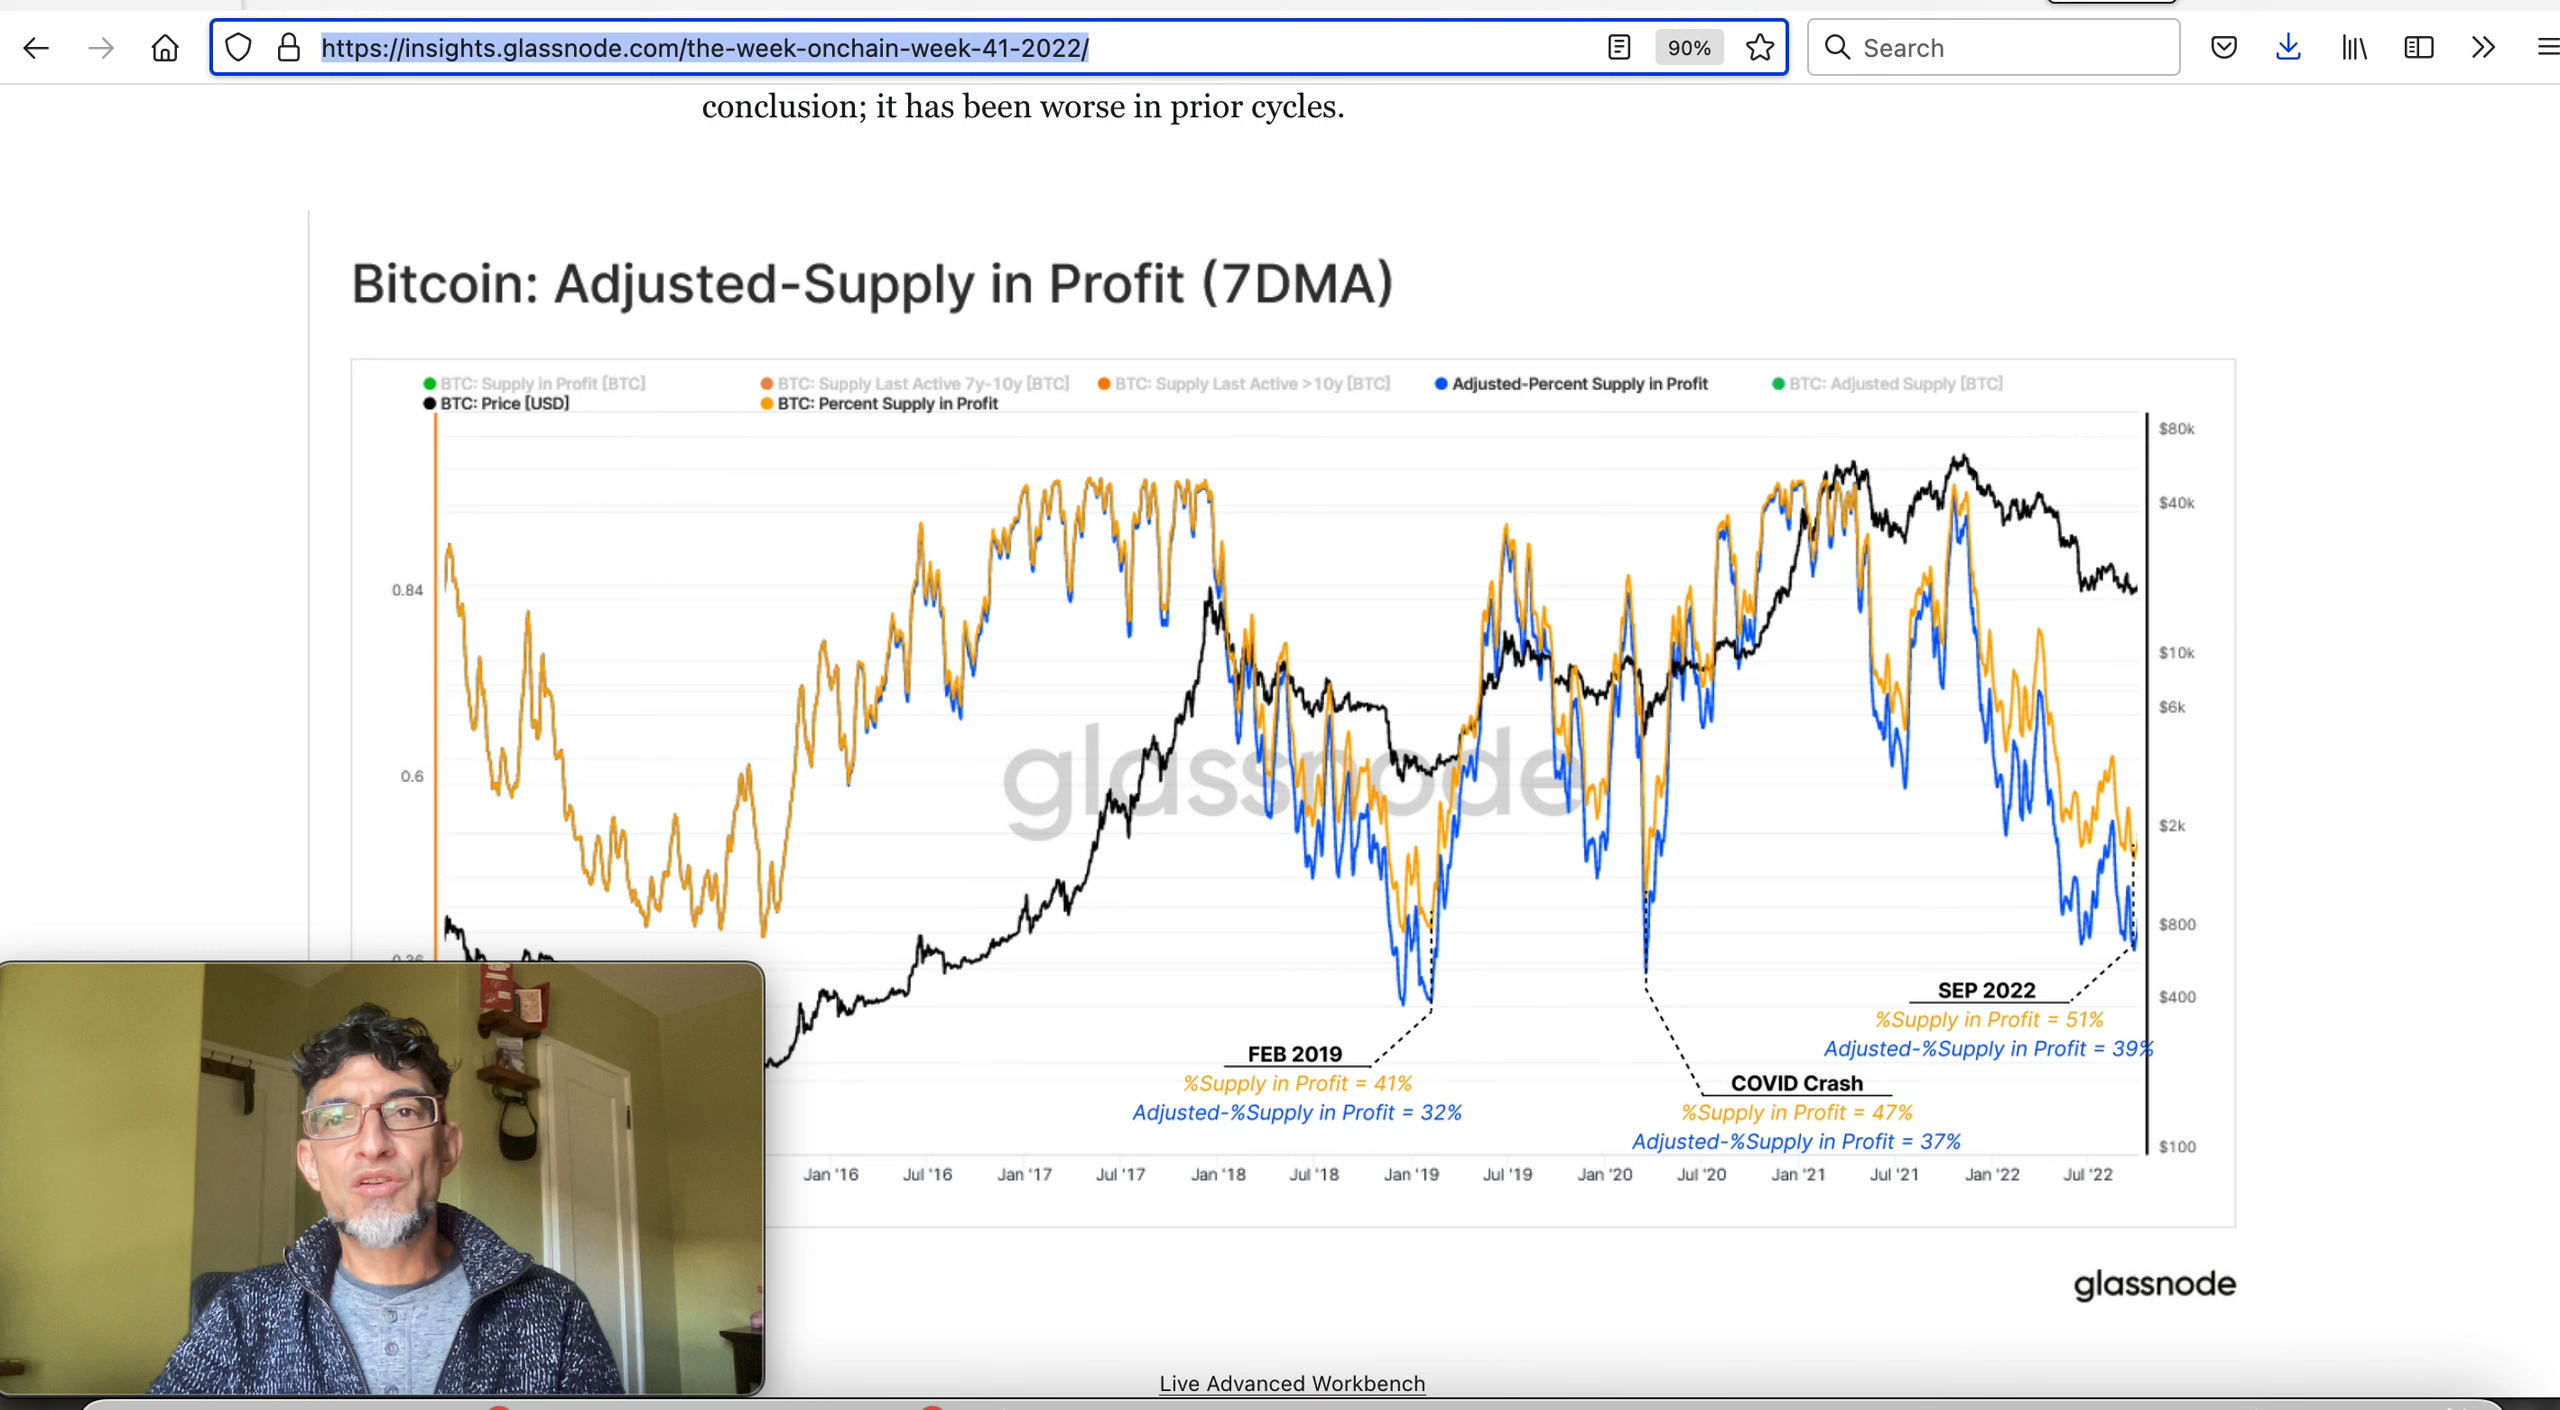 https://insights.glassnode.com/the-week-onchain-week-41-2022/
90%
Search
conclusion; it has been worse in prior cycles.
Bitcoin: Adjusted-Supply in Profit (7DMA)
BTC: Supply in Profit [BTC] BTC: Supply Last Active 7y-10y [BTC] BTC: Supply Last Active >10y [BTC] Adjusted-Percent Supply in Profit BTC: Adjusted Supply [BTC]
BTC: Price [USD] BTC: Percent Supply in Profit
$80k
$40k
0.84
$10k
$6k
glassnode
0.6
$2k
$800
SEP 2022
$400
%Supply in Profit = 51%
Adjusted-%Supply in Profit = 39%
FEB 2019
%Supply in Profit = 41%
Adjusted-%Supply in Profit = 32%
COVID Crash
%Supply in Profit = 47%
Adjusted-%Supply in Profit = 37%
$100
Jan '16 Jul '16 Jan '17 Jul '17 Jan '18 Jul '18 Jan '19 Jul '19 Jan '20 Jul '20 Jan '21 Jul '21 Jan '22 Jul '22
glassnode
Live Advanced Workbench